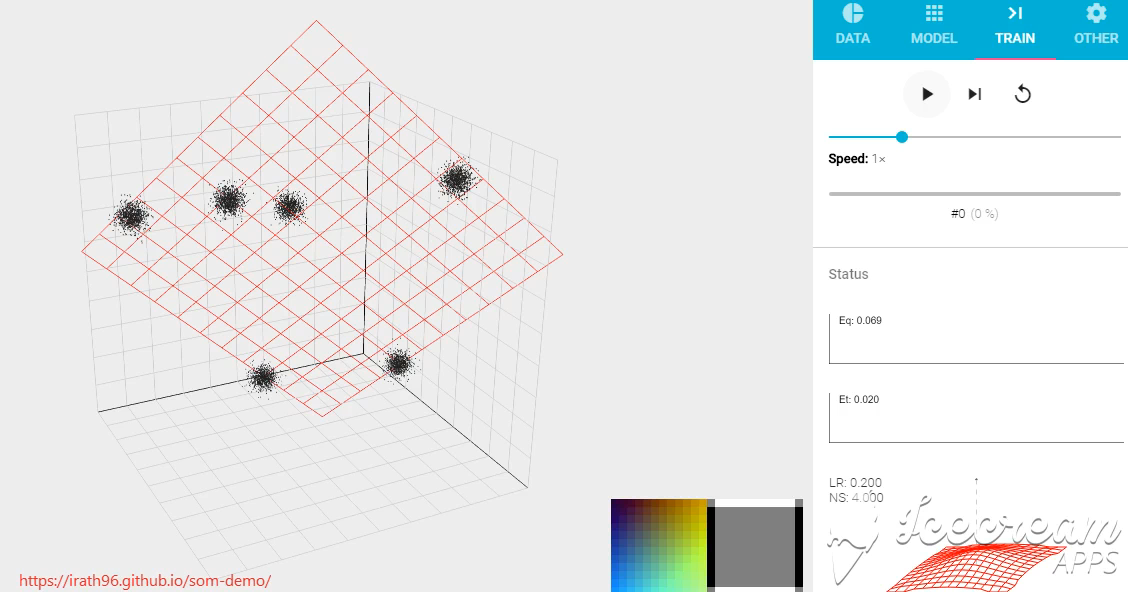 DATA MODEL TRAIN OTHER
Speed: 1×
#0 (0 %)
Status
Eq: 0.069
Et: 0.020
LR: 0.200
NS: 4.000
1
Icecream
APPS
https://irath96.github.io/som-demo/